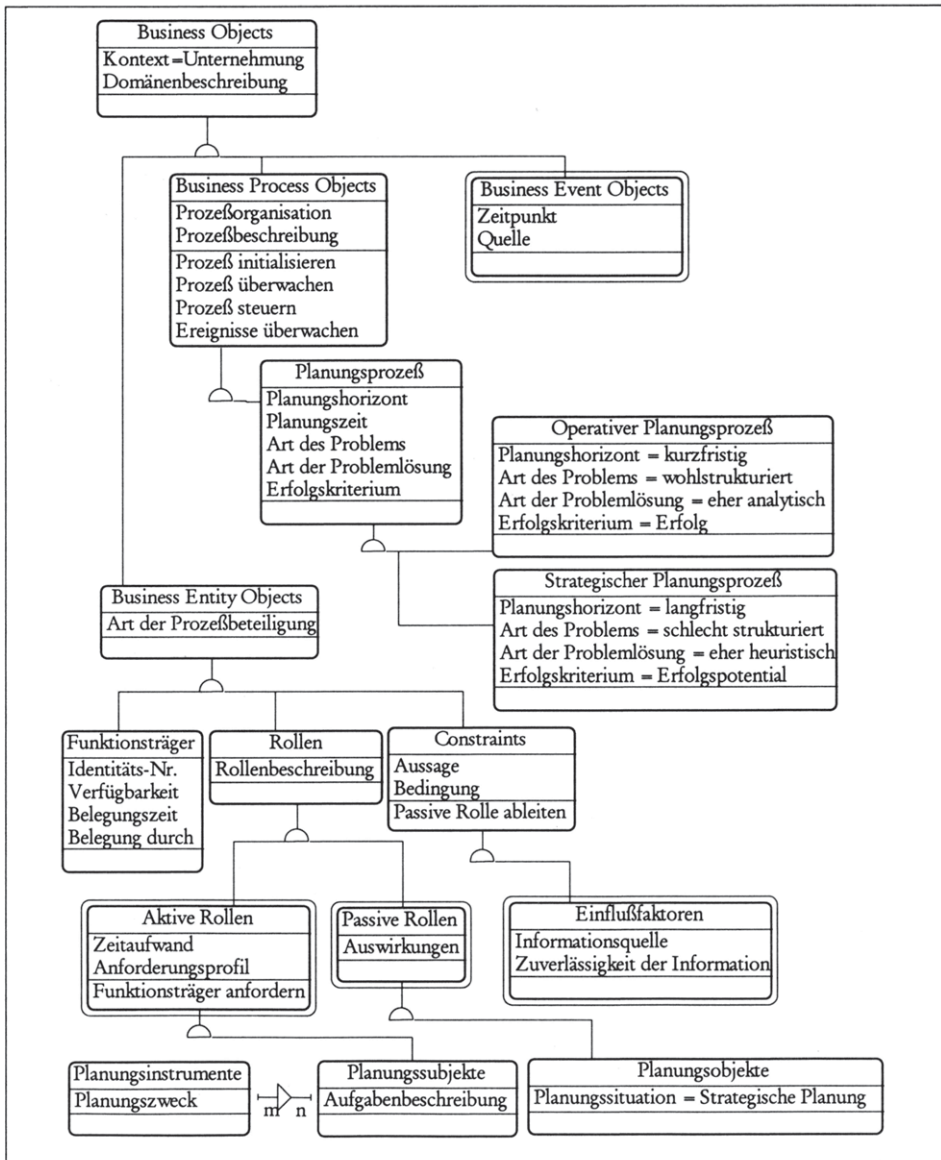 Business Objects
Kontext=Unternehmung
Domänenbeschreibung
Business Process Objects
Prozeßorganisation
Prozeßbeschreibung
Prozeß initialisieren
Prozeß überwachen
Prozeß steuern
Ereignisse überwachen
Business Event Objects
Zeitpunkt
Quelle
Planungsprozeß
Planungshorizont
Planungszeit
Art des Problems
Art der Problemlösung
Erfolgskriterium
Operativer Planungsprozeß
Planungshorizont = kurzfristig
Art des Problems = wohlstrukturiert
Art der Problemlösung = eher analytisch
Erfolgskriterium = Erfolg
Strategischer Planungsprozeß
Planungshorizont = langfristig
Art des Problems = schlecht strukturiert
Art der Problemlösung = eher heuristisch
Erfolgskriterium = Erfolgspotential
Business Entity Objects
Art der Prozeßbeteiligung
Funktionsträger
Identitäts-Nr.
Verfügbarkeit
Belegungszeit
Belegung durch
Rollen
Rollenbeschreibung
Constraints
Aussage
Bedingung
Passive Rolle ableiten
Aktive Rollen
Zeitaufwand
Anforderungsprofil
Funktionsträger anfordern
Passive Rollen
Auswirkungen
Einflußfaktoren
Informationsquelle
Zuverlässigkeit der Information
Planungsinstrumente
Planungszweck
m n
Planungssubjekte
Aufgabenbeschreibung
Planungsobjekte
Planungssituation = Strategische Planung